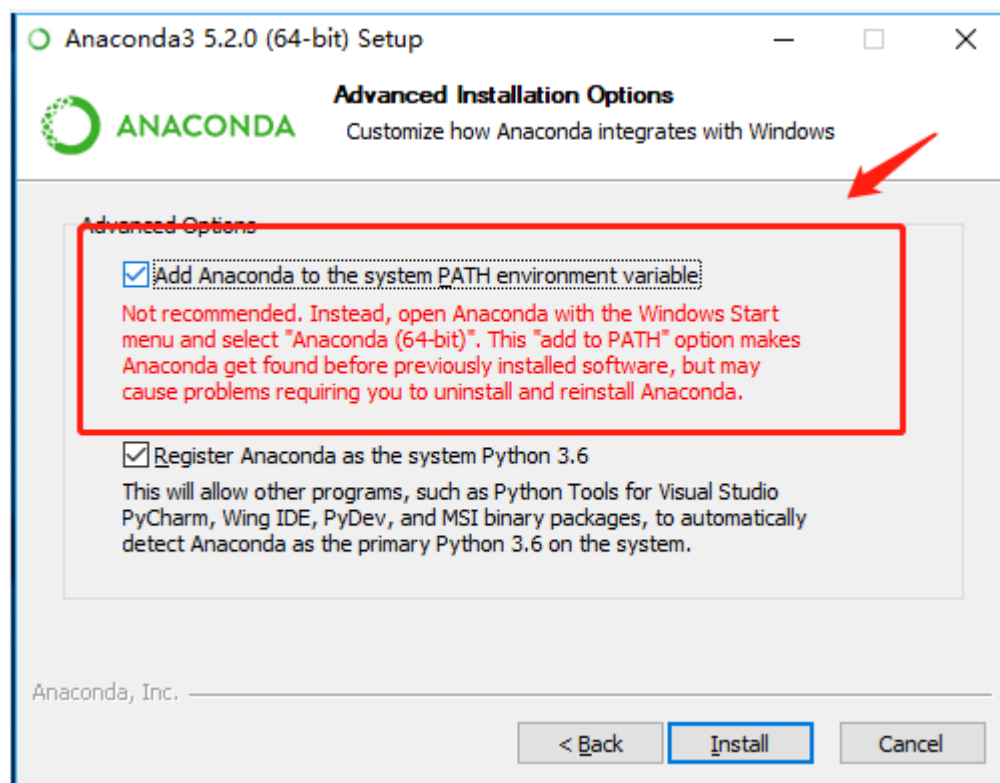 Anaconda3 5.2.0 (64-bit) Setup
ANACONDA
Advanced Installation Options
Customize how Anaconda integrates with Windows
Advanced Options
Add Anaconda to the system PATH environment variable
Not recommended. Instead, open Anaconda with the Windows Start
menu and select "Anaconda (64-bit)". This "add to PATH" option makes
Anaconda get found before previously installed software, but may
cause problems requiring you to uninstall and reinstall Anaconda.
Register Anaconda as the system Python 3.6
This will allow other programs, such as Python Tools for Visual Studio
PyCharm, Wing IDE, PyDev, and MSI binary packages, to automatically
detect Anaconda as the primary Python 3.6 on the system.
Anaconda, Inc.
< Back
Install
Cancel